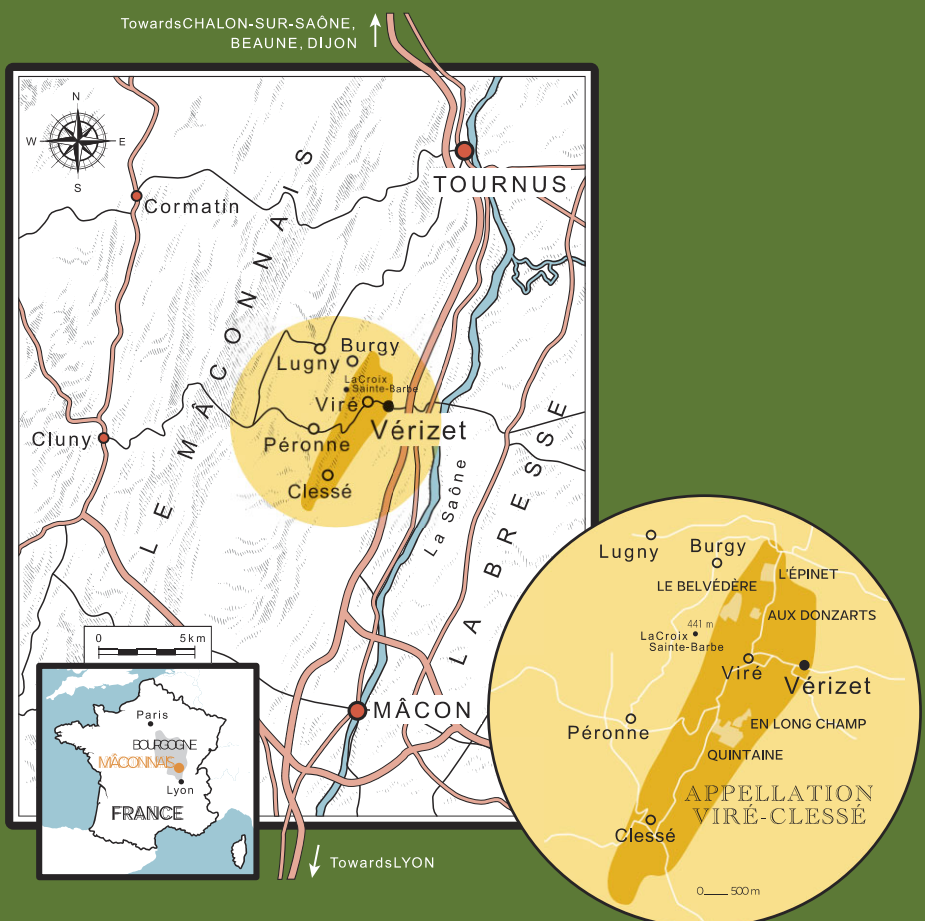 TowardsCHALON-SUR-SAÔNE,
BEAUNE, DIJON
N
W
E
S
TOURNUS
Cormatin
LE MÂCONNAIS
Burgy
Lugny
LaCroix
Sainte-Barbe
Viré
Vérizet
Cluny
Péronne
Clessé
La Saône
LA BRESSE
0 5km
MÂCON
Paris
BOURGOGNE
MÂCONNAIS
Lyon
FRANCE
TowardsLYON
Lugny
Burgy
L'ÉPINET
LE BELVÉDÈRE
AUX DONZARTS
441 m
LaCroix
Sainte-Barbe
Viré
Vérizet
Péronne
EN LONG CHAMP
QUINTAINE
APPELLATION
VIRÉ-CLESSÉ
Clessé
0 500 m